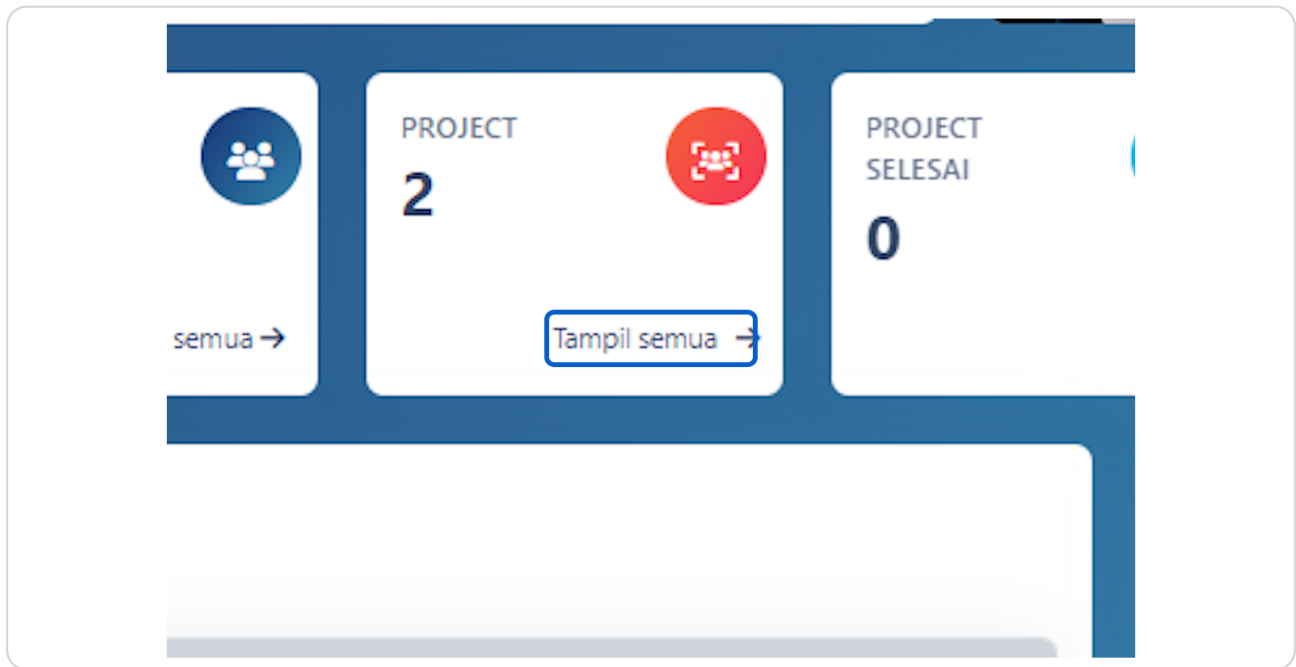 PROJECT
2
Tampil semua →
semua →
PROJECT
SELESAI
0